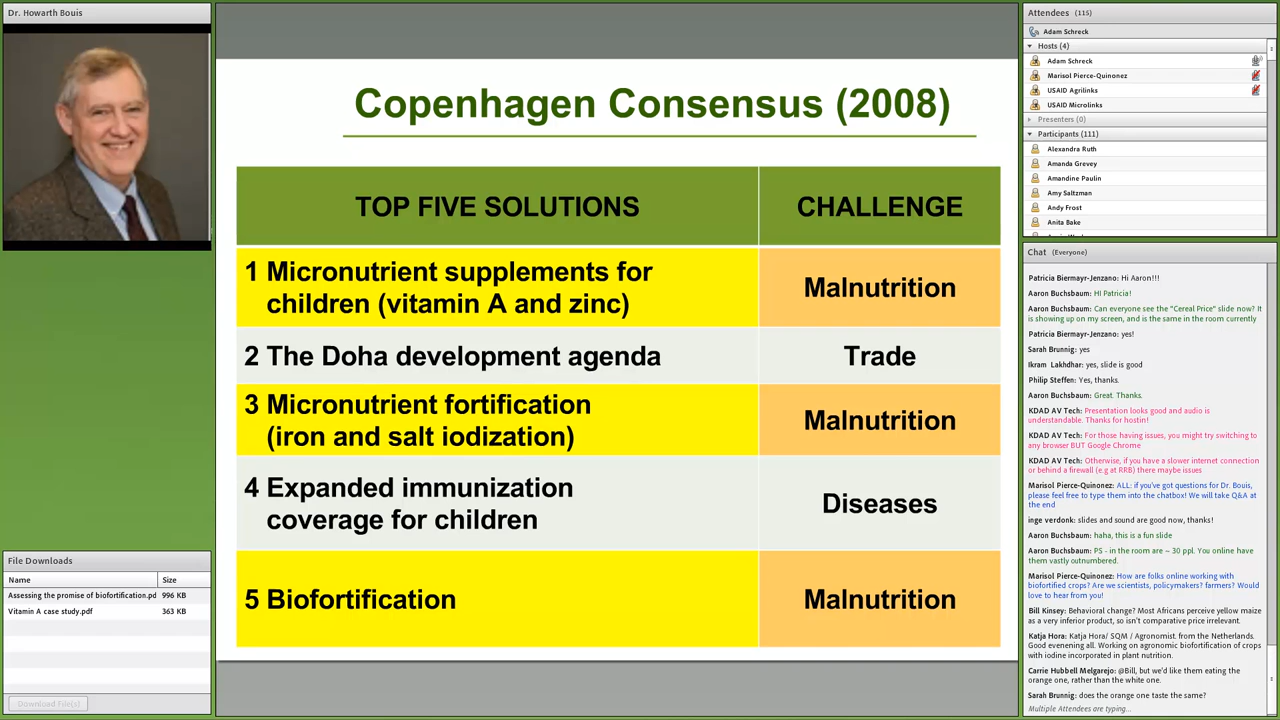 Dr. Howarth Bouis
Copenhagen Consensus (2008)
TOP FIVE SOLUTIONS
CHALLENGE
1 Micronutrient supplements for
children (vitamin A and zinc)
Malnutrition
2 The Doha development agenda
Trade
3 Micronutrient fortification
(iron and salt iodization)
Malnutrition
4 Expanded immunization
coverage for children
Diseases
5 Biofortification
Malnutrition
File Downloads
Name
Size
Assessing the promise of biofortification.pd
996 KB
Vitamin A case study.pdf
363 KB
Download File(s)
Attendees (115)
Adam Schreck
Hosts (4)
Adam Schreck
Marisol Pierce-Quinonez
USAID Agrilinks
USAID Microlinks
Presenters (0)
Participants (111)
Alexandra Ruth
Amanda Grevey
Amandine Paulin
Amy Saltzman
Andy Frost
Anita Bake
Chat (Everyone)
Patricia Biermayr-Jenzano: Hi Aaron!!!
Aaron Buchsbaum: HI Patricia!
Aaron Buchsbaum: Can everyone see the "Cereal Price" slide now? It
is showing up on my screen, and is the same in the room currently
Patricia Biermayr-Jenzano: yes!
Sarah Brunnig: yes
Ikram Lakhdhar: yes, slide is good
Philip Steffen: Yes, thanks.
Aaron Buchsbaum: Great. Thanks.
KDAD AV Tech: Presentation looks good and audio is
understandable. Thanks for hostin!
KDAD AV Tech: For those having issues, you might try switching to
any browser BUT Google Chrome
KDAD AV Tech: Otherwise, if you have a slower internet connection
or behind a firewall (e.g at RRB) there maybe issues
Marisol Pierce-Quinonez: ALL: if you've got questions for Dr. Bouis,
please feel free to type them into the chatbox! We will take Q&A at
the end
inge verdonk: slides and sound are good now, thanks!
Aaron Buchsbaum: haha, this is a fun slide
Aaron Buchsbaum: PS - in the room are ~ 30 ppl. You online have
them vastly outnumbered.
Marisol Pierce-Quinonez: How are folks online working with
biofortified crops? Are we scientists, policymakers? farmers? Would
love to hear from you!
Bill Kinsey: Behavioral change? Most Africans perceive yellow maize
as a very inferior product, so isn't comparative price irrelevant.
Katja Hora: Katja Hora/ SQM / Agronomist. from the Netherlands.
Good evenening all. Working on agronomic biofortification of crops
with iodine incorporated in plant nutrition.
Carrie Hubbell Melgarejo: @Bill, but we'd like them eating the
orange one, rather than the white one.
Sarah Brunnig: does the orange one taste the same?
Multiple Attendees are typing...